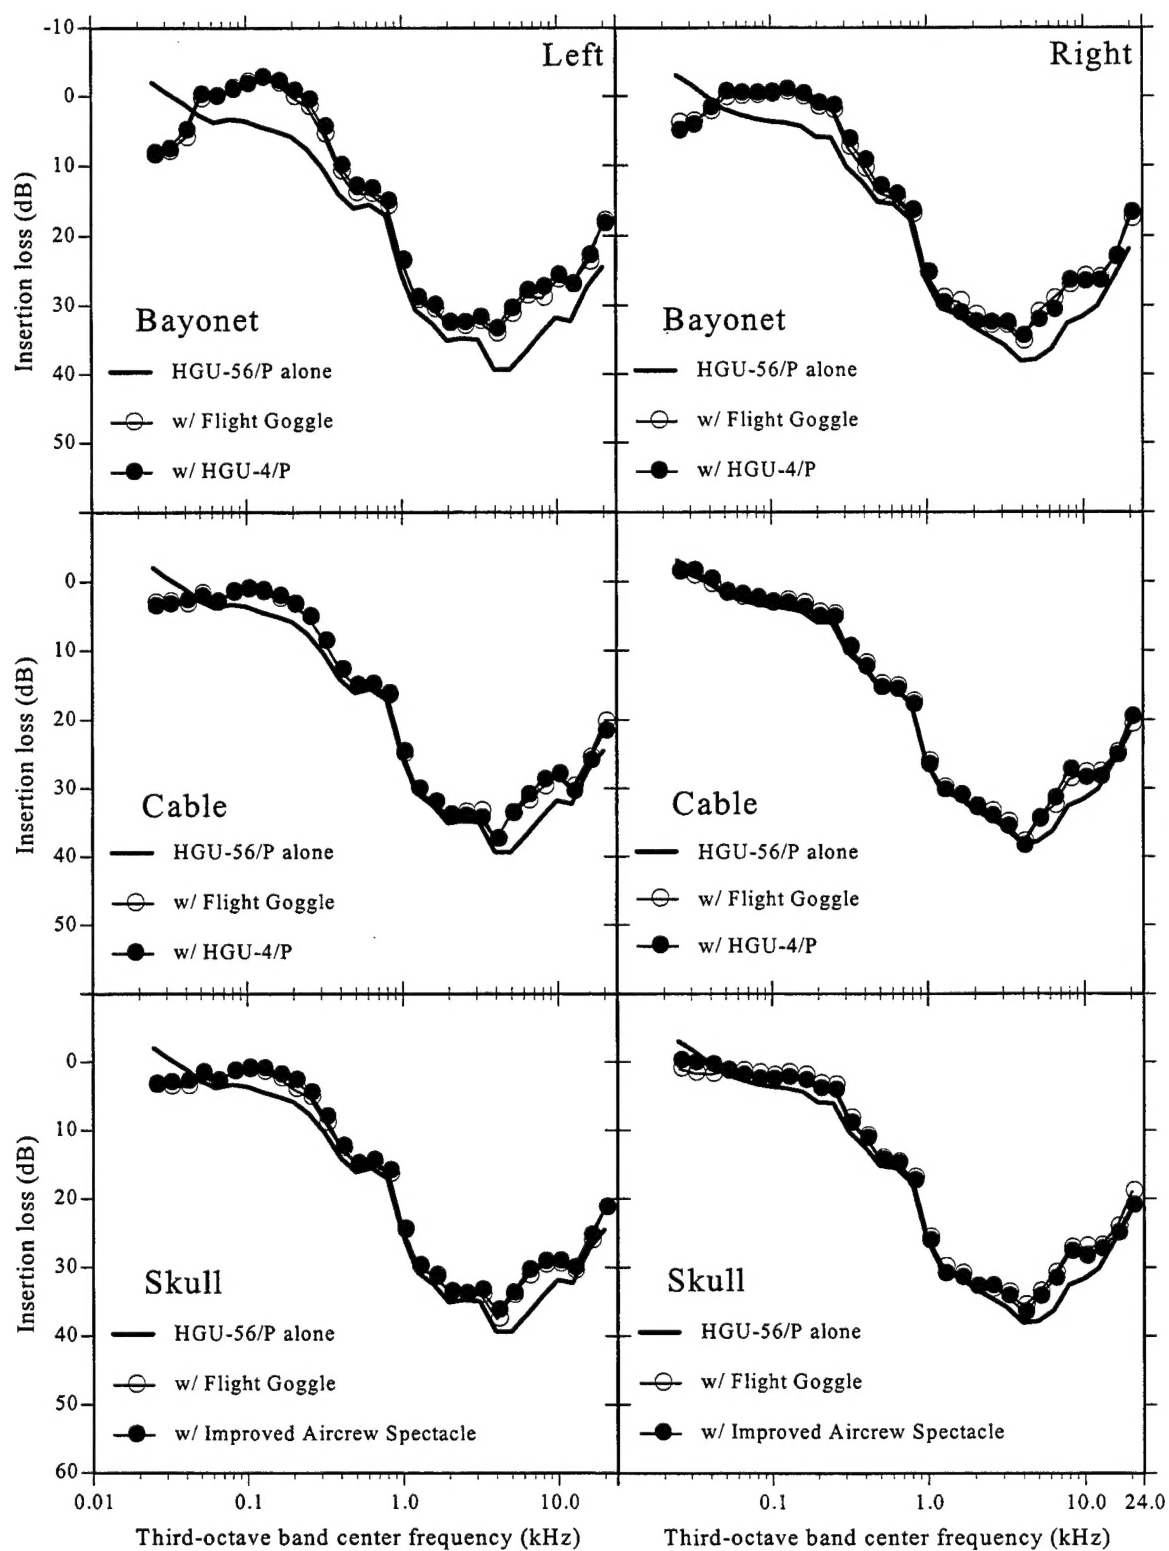 -10
Left
Right
0
10
20
30
40
50
Insertion loss (dB)
Bayonet
HGU-56/P alone
w/ Flight Goggle
w/ HGU-4/P
Bayonet
HGU-56/P alone
w/ Flight Goggle
w/ HGU-4/P
0
10
20
30
40
50
Insertion loss (dB)
Cable
HGU-56/P alone
w/ Flight Goggle
w/ HGU-4/P
Cable
HGU-56/P alone
w/ Flight Goggle
w/ HGU-4/P
0
10
20
30
40
50
60
Insertion loss (dB)
Skull
HGU-56/P alone
w/ Flight Goggle
w/ Improved Aircrew Spectacle
Skull
HGU-56/P alone
w/ Flight Goggle
w/ Improved Aircrew Spectacle
0.01 0.1 1.0 10.0
0.1 1.0 10.0 24.0
Third-octave band center frequency (kHz)
Third-octave band center frequency (kHz)